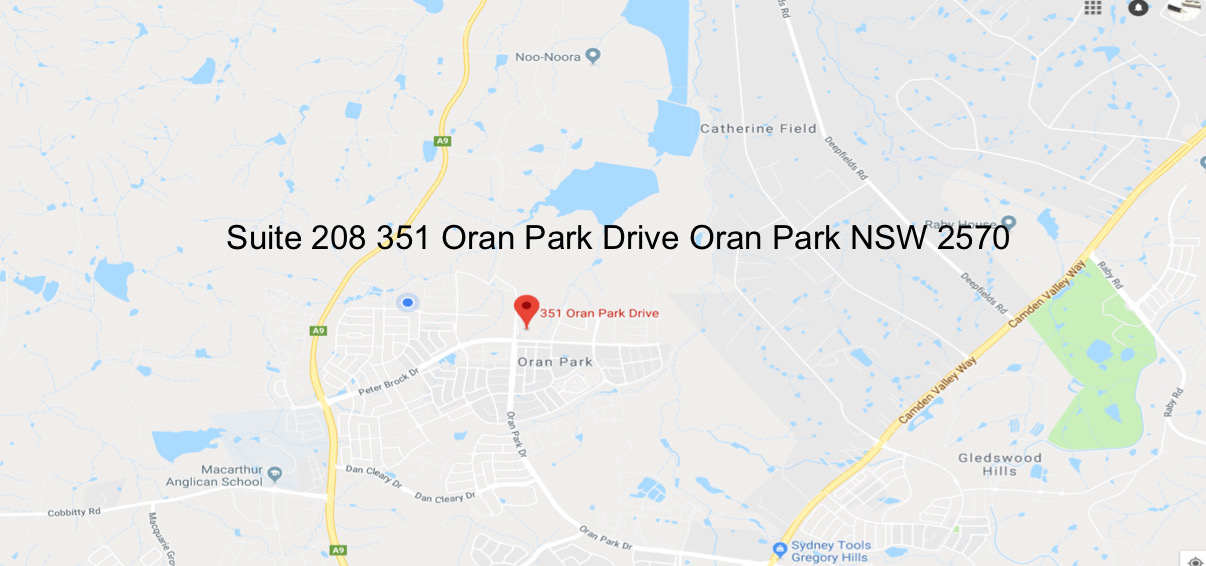 Rd
Noo-Noora
A9
Catherine Field
Deepfields Rd
Raby House
Suite 208 351 Oran Park Drive Oran Park NSW 2570
Raby Rd
Deepfields Rd
Camden Valley Way
351 Oran Park Drive
A9
Oran Park
Peter Brock Dr
Camden Valley Way
Raby Rd
Oran Park Dr
Gledswood
Hills
Macarthur
Anglican School
Dan Cleary Dr
Dan Cleary Dr
Cobbitty Rd
Macquarie Gro
Oran Park Dr
A9
Sydney Tools
Gregory Hills